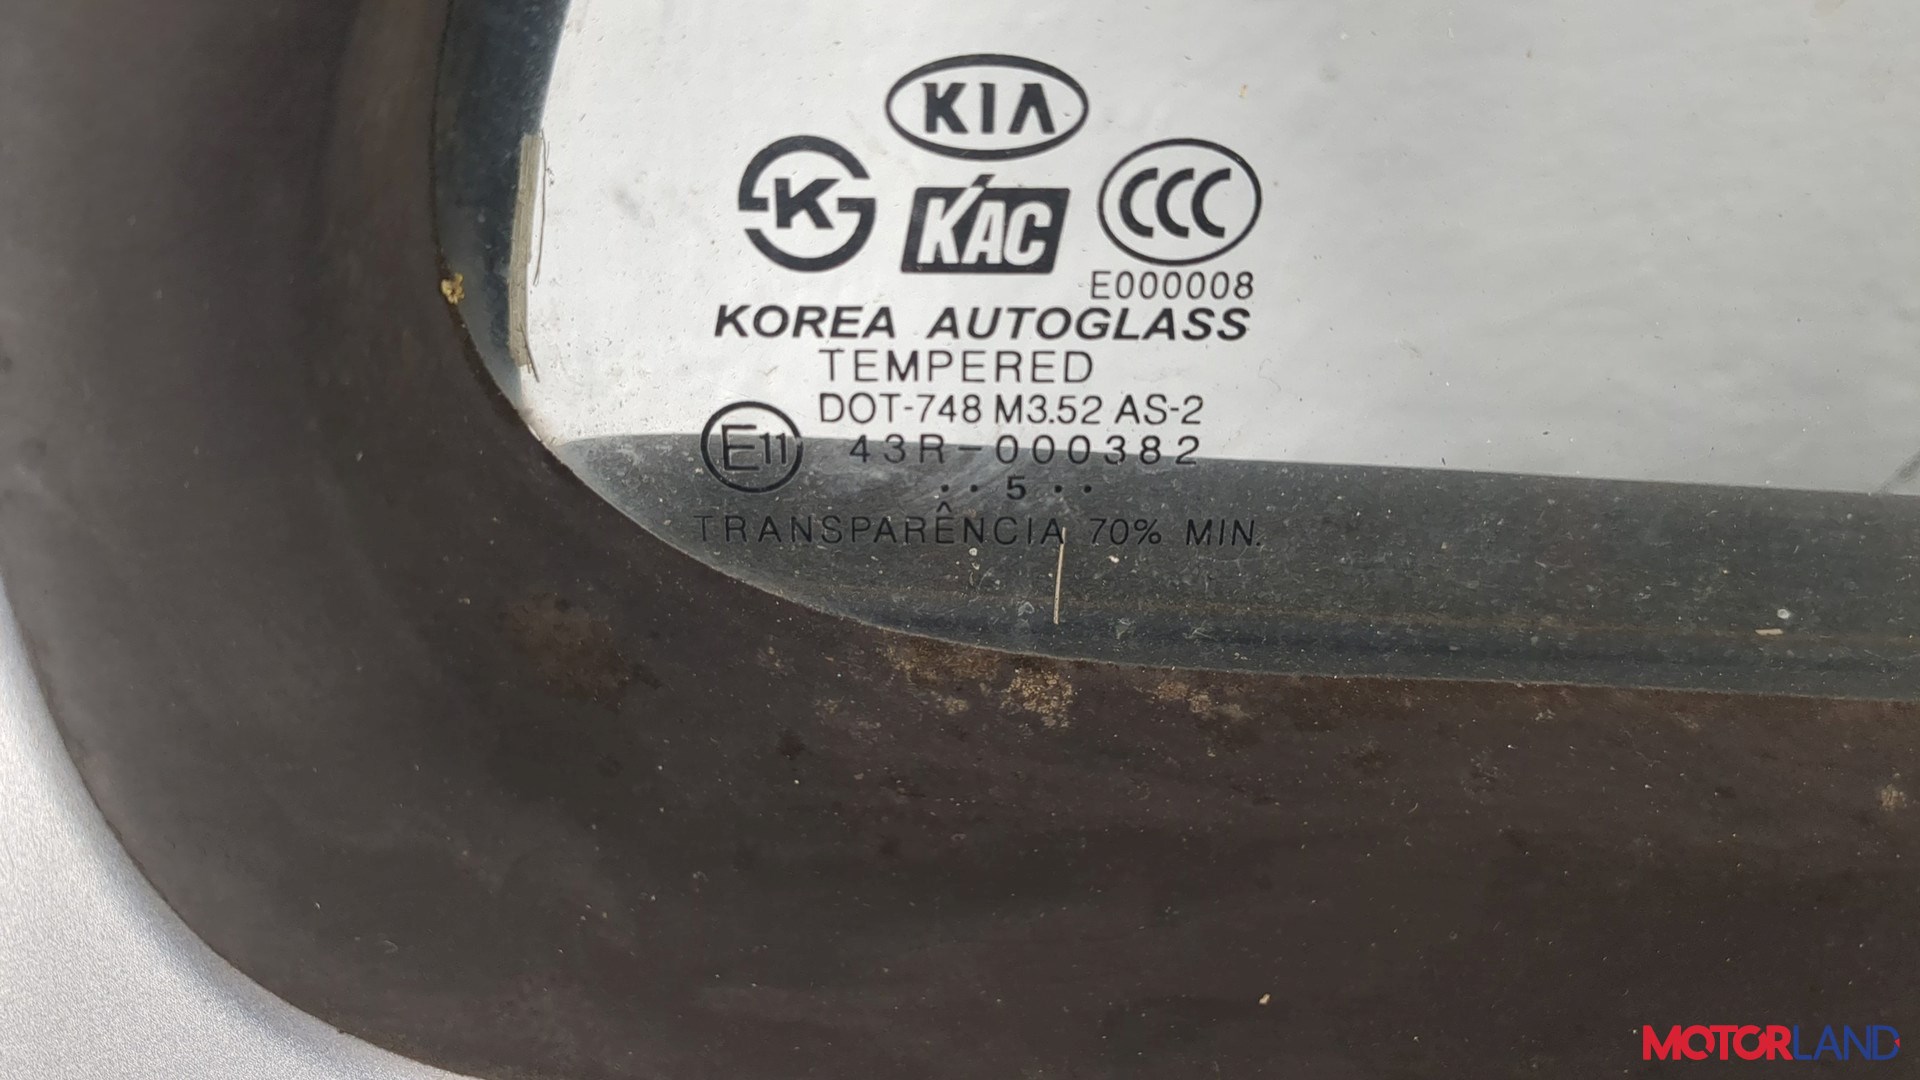 KIA
K
KAC
CCC
E000008
KOREA AUTOGLASS
TEMPERED
DOT-748 M3.52 AS-2
E11 43R-000382
· · 5 · ·
TRANSPARÊNCIA 70% MIN.
MOTORLAND